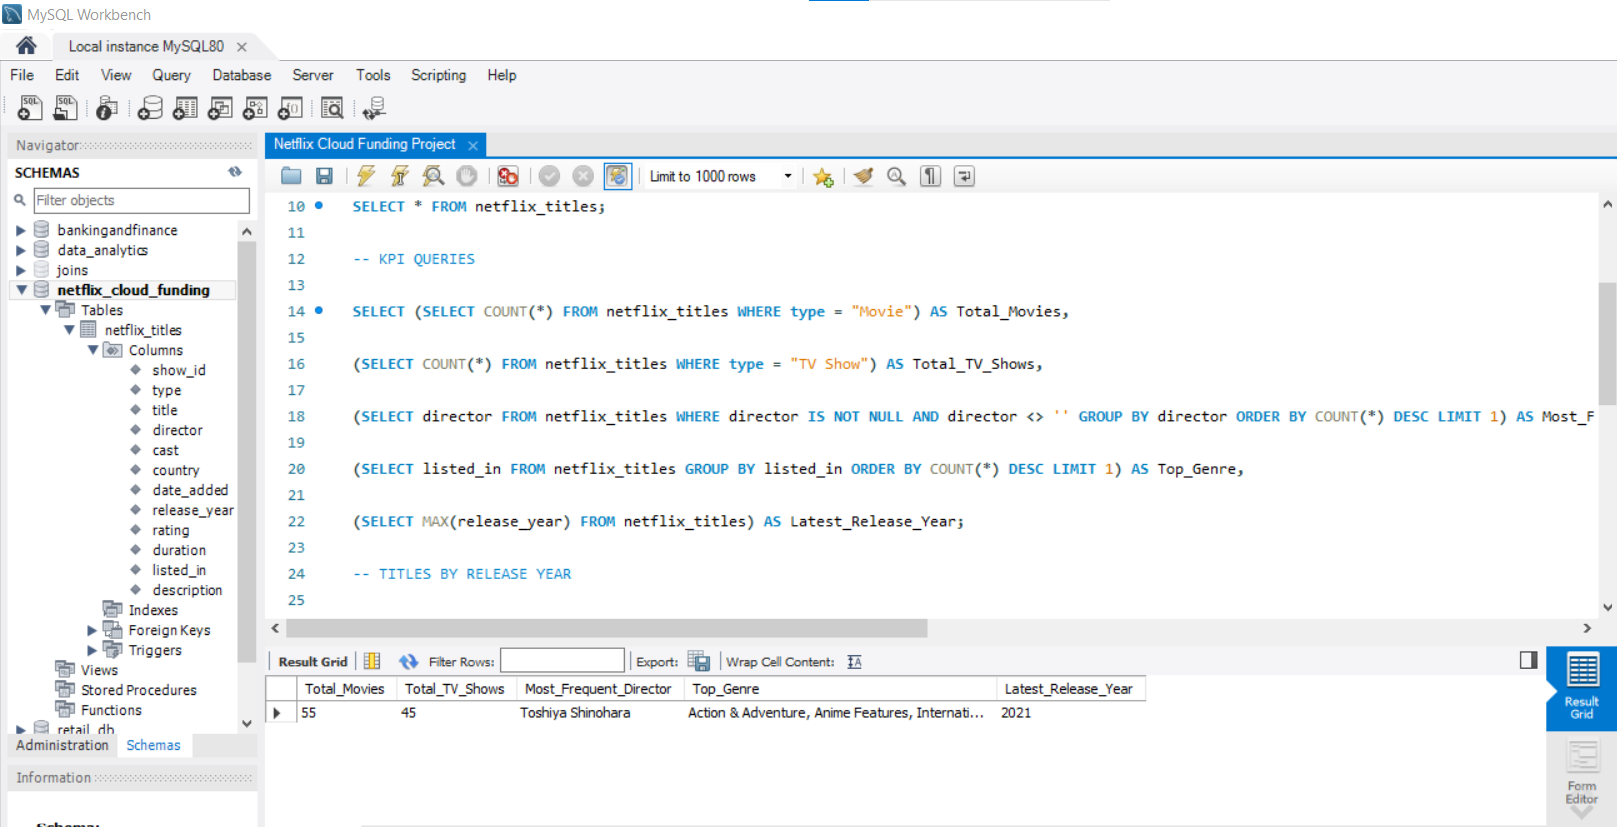 MySQL Workbench
Local instance MySQL80
File Edit View Query Database Server Tools Scripting Help
Navigator
SCHEMAS
Filter objects
bankingandfinance
data_analytics
joins
netflix_cloud_funding
Tables
netflix_titles
Columns
show_id
type
title
director
cast
country
date_added
release_year
rating
duration
listed_in
description
Indexes
Foreign Keys
Triggers
Views
Stored Procedures
Functions
retail_db
Administration Schemas
Information
Schema:
Netflix Cloud Funding Project
Limit to 1000 rows
10 SELECT * FROM netflix_titles;
11
12 -- KPI QUERIES
13
14 SELECT (SELECT COUNT(*) FROM netflix_titles WHERE type = "Movie") AS Total_Movies,
15
16 (SELECT COUNT(*) FROM netflix_titles WHERE type = "TV Show") AS Total_TV_Shows,
17
18 (SELECT director FROM netflix_titles WHERE director IS NOT NULL AND director <> '' GROUP BY director ORDER BY COUNT(*) DESC LIMIT 1) AS Most_F
19
20 (SELECT listed_in FROM netflix_titles GROUP BY listed_in ORDER BY COUNT(*) DESC LIMIT 1) AS Top_Genre,
21
22 (SELECT MAX(release_year) FROM netflix_titles) AS Latest_Release_Year;
23
24 -- TITLES BY RELEASE YEAR
25
Result Grid Filter Rows: Export: Wrap Cell Content:
Total_Movies Total_TV_Shows Most_Frequent_Director Top_Genre Latest_Release_Year
55 45 Toshiya Shinohara Action & Adventure, Anime Features, Internati... 2021
Result
Grid
Form
Editor